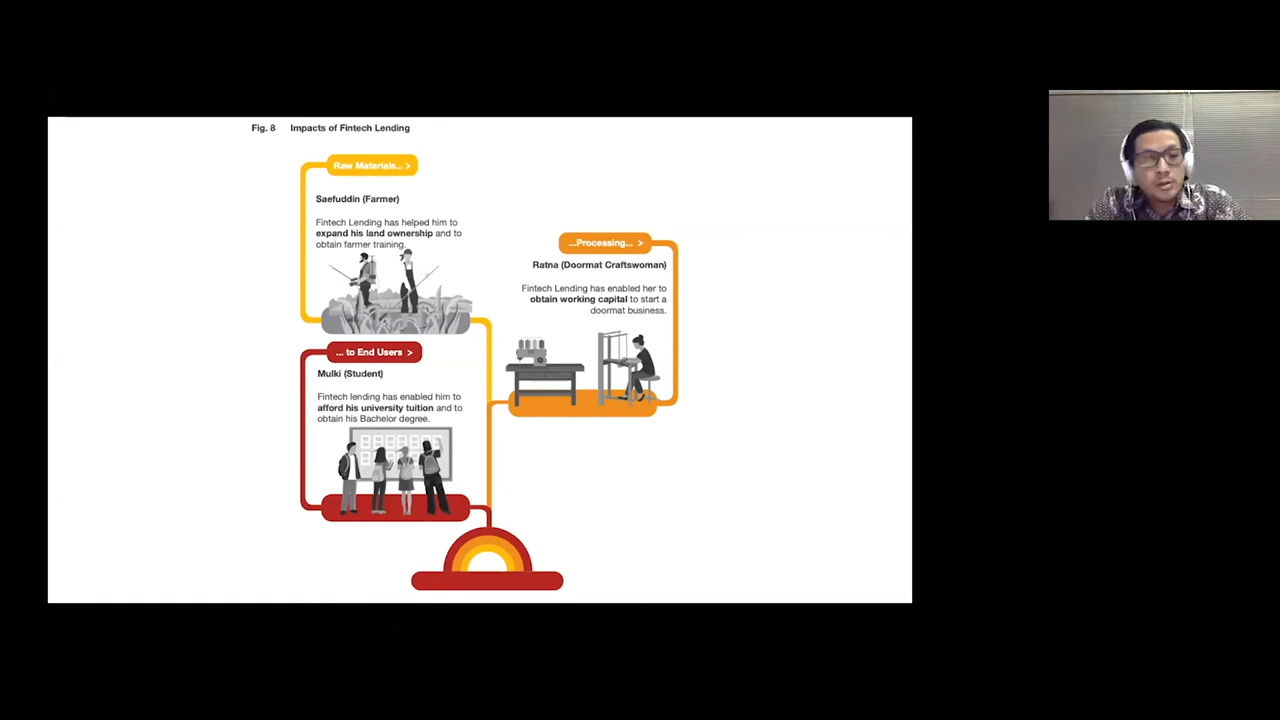 Fig. 8 Impacts of Fintech Lending
Raw Materials... >
Saefuddin (Farmer)
Fintech Lending has helped him to
expand his land ownership and to
obtain farmer training.
...Processing... >
Ratna (Doormat Craftswoman)
Fintech Lending has enabled her to
obtain working capital to start a
doormat business.
... to End Users >
Mulki (Student)
Fintech lending has enabled him to
afford his university tuition and to
obtain his Bachelor degree.